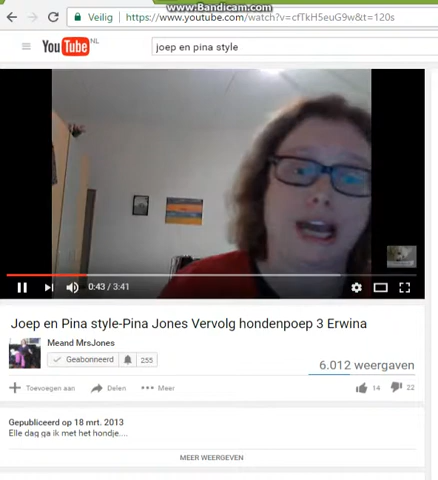 www.Bandicam.com
Veilig https://www.youtube.com/watch?v=cfTkH5euG9w&t=120s
YouTube NL joep en pina style
0:43 / 3:41
Joep en Pina style-Pina Jones Vervolg hondenpoep 3 Erwina
Meand MrsJones
Geabonneerd 255
6.012 weergaven
Toevoegen aan Delen Meer 14 22
Gepubliceerd op 18 mrt. 2013
Elle dag ga ik met het hondje....
MEER WEERGEVEN